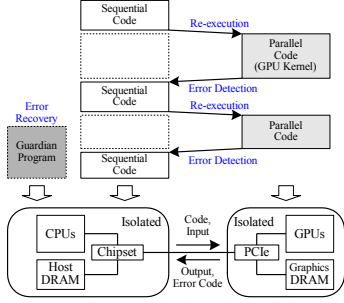 Sequential
Code
Re-execution
Parallel
Code
(GPU Kernel)
Error Detection
Sequential
Code
Re-execution
Error
Recovery
Guardian
Program
Parallel
Code
Error Detection
Sequential
Code
Isolated
CPUs
Chipset
Host
DRAM
Code,
Input
Output,
Error Code
Isolated
GPUs
PCIe
Graphics
DRAM